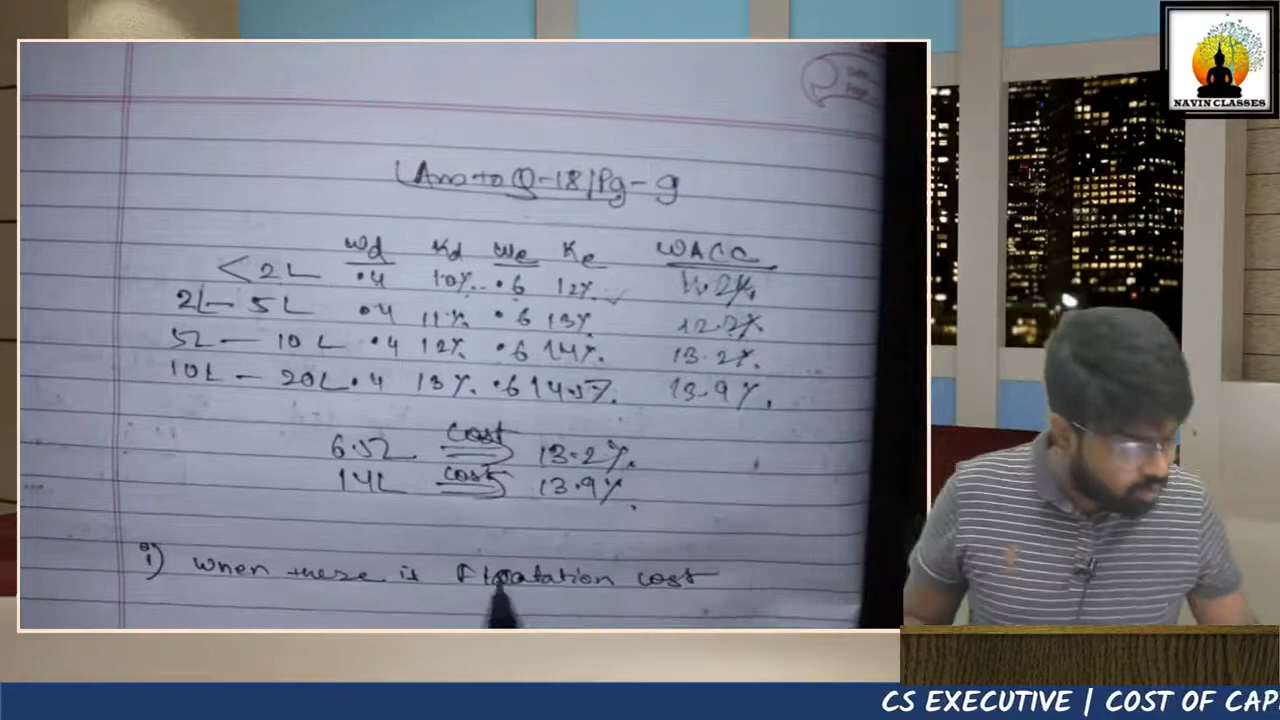 Ans to Q-18/Pg-9
Wd Kd We Ke WACC
<2L .4 10%. .6 12% 11.2%.
2L - 5L .4 11% .6 13% 12.2%.
5L - 10L .4 12% .6 14%. 13.2%.
10L - 20L .4 13%. .6 14.5%. 13.9%.
6.5L cost 13.2%.
14L cost 13.9%.
i) When there is floatation cost
NAVIN CLASSES
CS EXECUTIVE | COST OF CAP